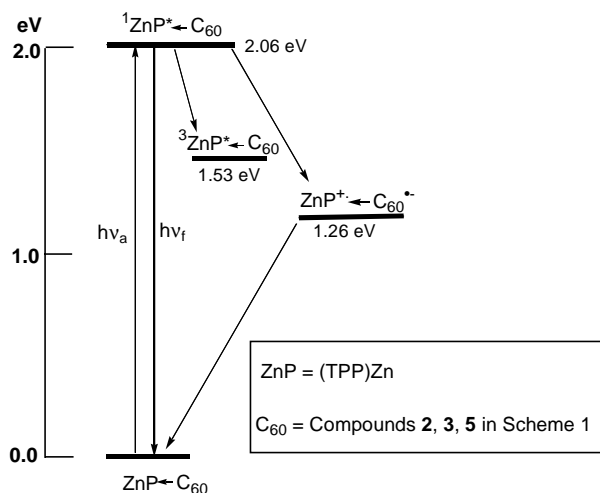 eV
¹ZnP*←C₆₀
2.0
2.06 eV
³ZnP*←C₆₀
1.53 eV
ZnP⁺·←C₆₀•-
1.26 eV
hνₐ
hν_f
1.0
ZnP = (TPP)Zn
C₆₀ = Compounds 2, 3, 5 in Scheme 1
0.0
ZnP←C₆₀